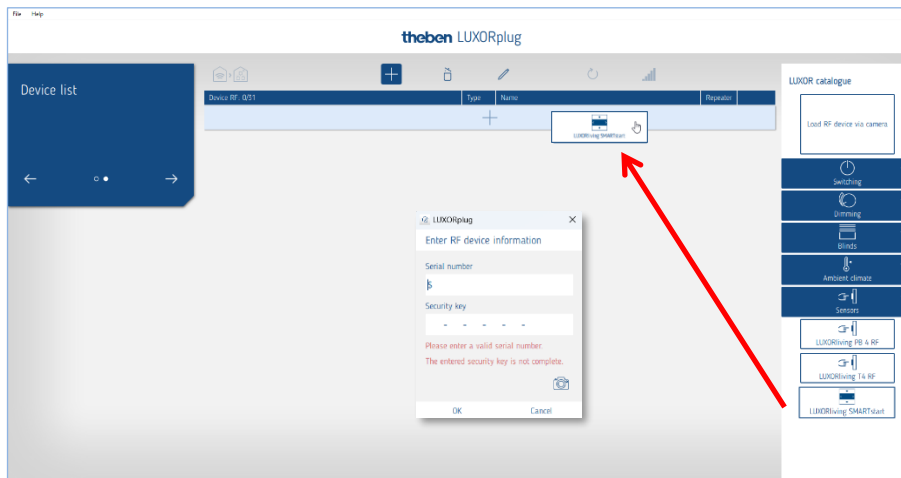 File Help
theben LUXORplug
Device list
Device RF: 0/31 Type Name Repeater
LUXORliving SMARTstart
LUXORplug
Enter RF device information
Serial number
S
Security key
- - - - -
Please enter a valid serial number.
The entered security key is not complete.
OK Cancel
LUXOR catalogue
Load RF device via camera
Switching
Dimming
Blinds
Ambient climate
Sensors
LUXORliving PB 4 RF
LUXORliving T4 RF
LUXORliving SMARTstart